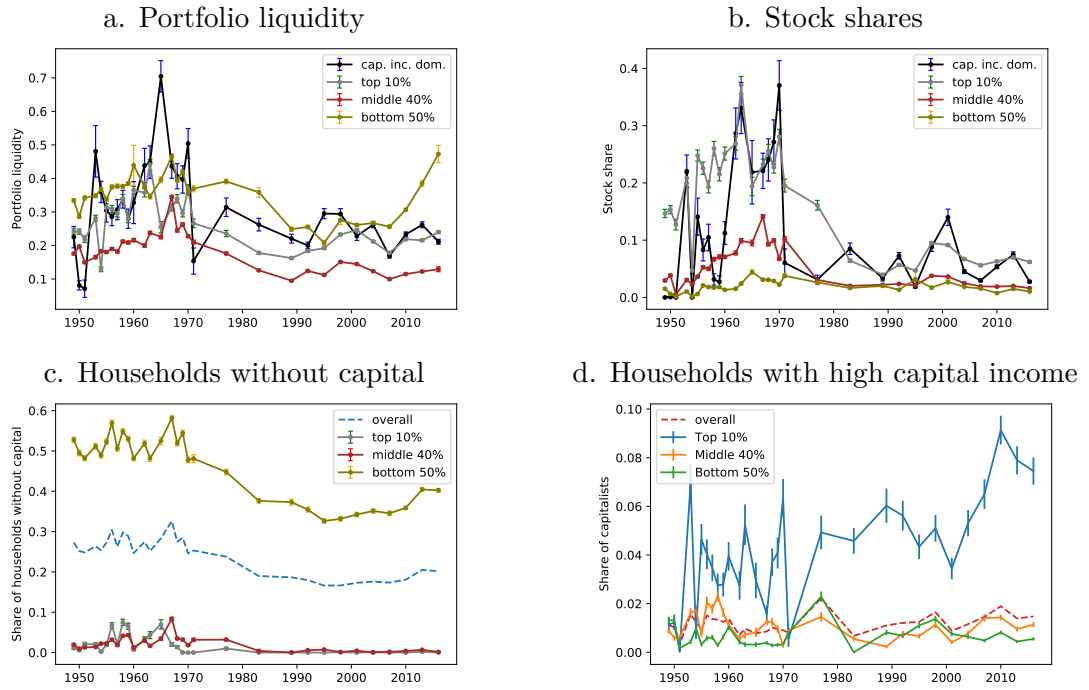 a. Portfolio liquidity
Portfolio liquidity
0.7
0.6
0.5
0.4
0.3
0.2
0.1
cap. inc. dom.
top 10%
middle 40%
bottom 50%
1950 1960 1970 1980 1990 2000 2010
b. Stock shares
Stock share
0.4
0.3
0.2
0.1
0.0
cap. inc. dom.
top 10%
middle 40%
bottom 50%
1950 1960 1970 1980 1990 2000 2010
c. Households without capital
Share of households without capital
0.6
0.5
0.4
0.3
0.2
0.1
0.0
overall
top 10%
middle 40%
bottom 50%
1950 1960 1970 1980 1990 2000 2010
d. Households with high capital income
Share of capitalists
0.10
0.08
0.06
0.04
0.02
0.00
overall
Top 10%
Middle 40%
Bottom 50%
1950 1960 1970 1980 1990 2000 2010